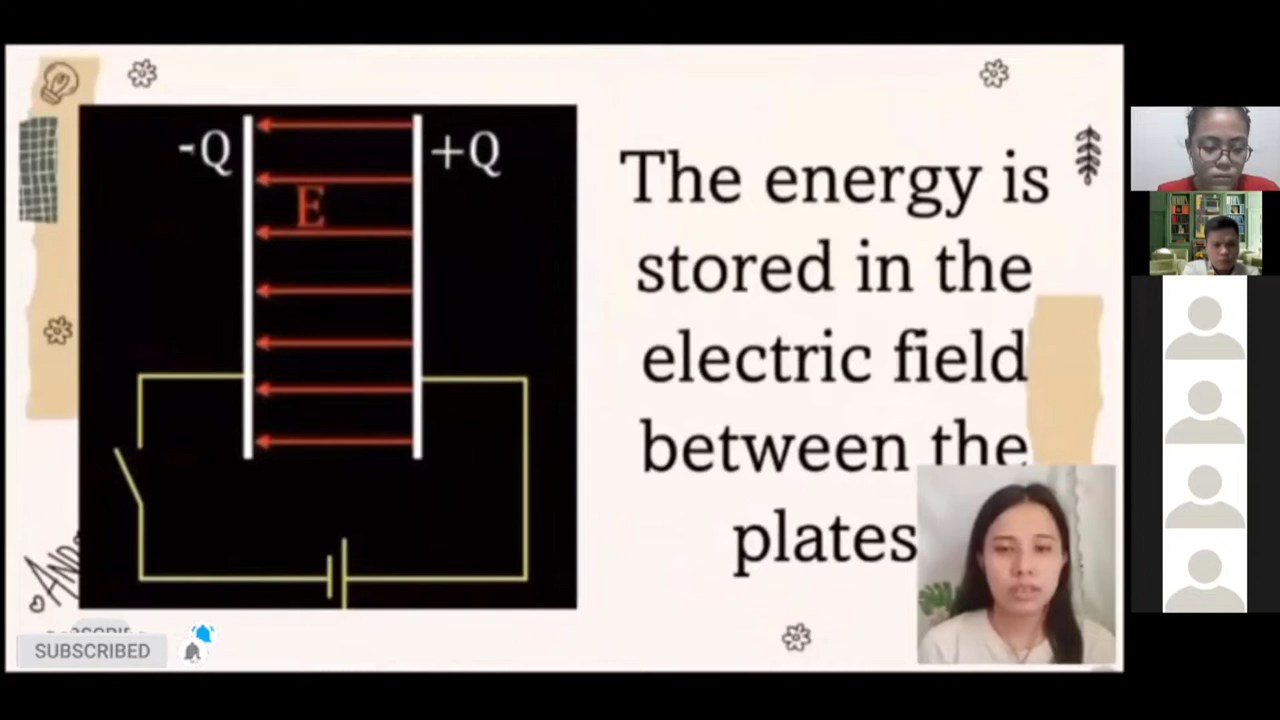 -Q
+Q
E
The energy is
stored in the
electric field
between the
plates
SUBSCRIBED